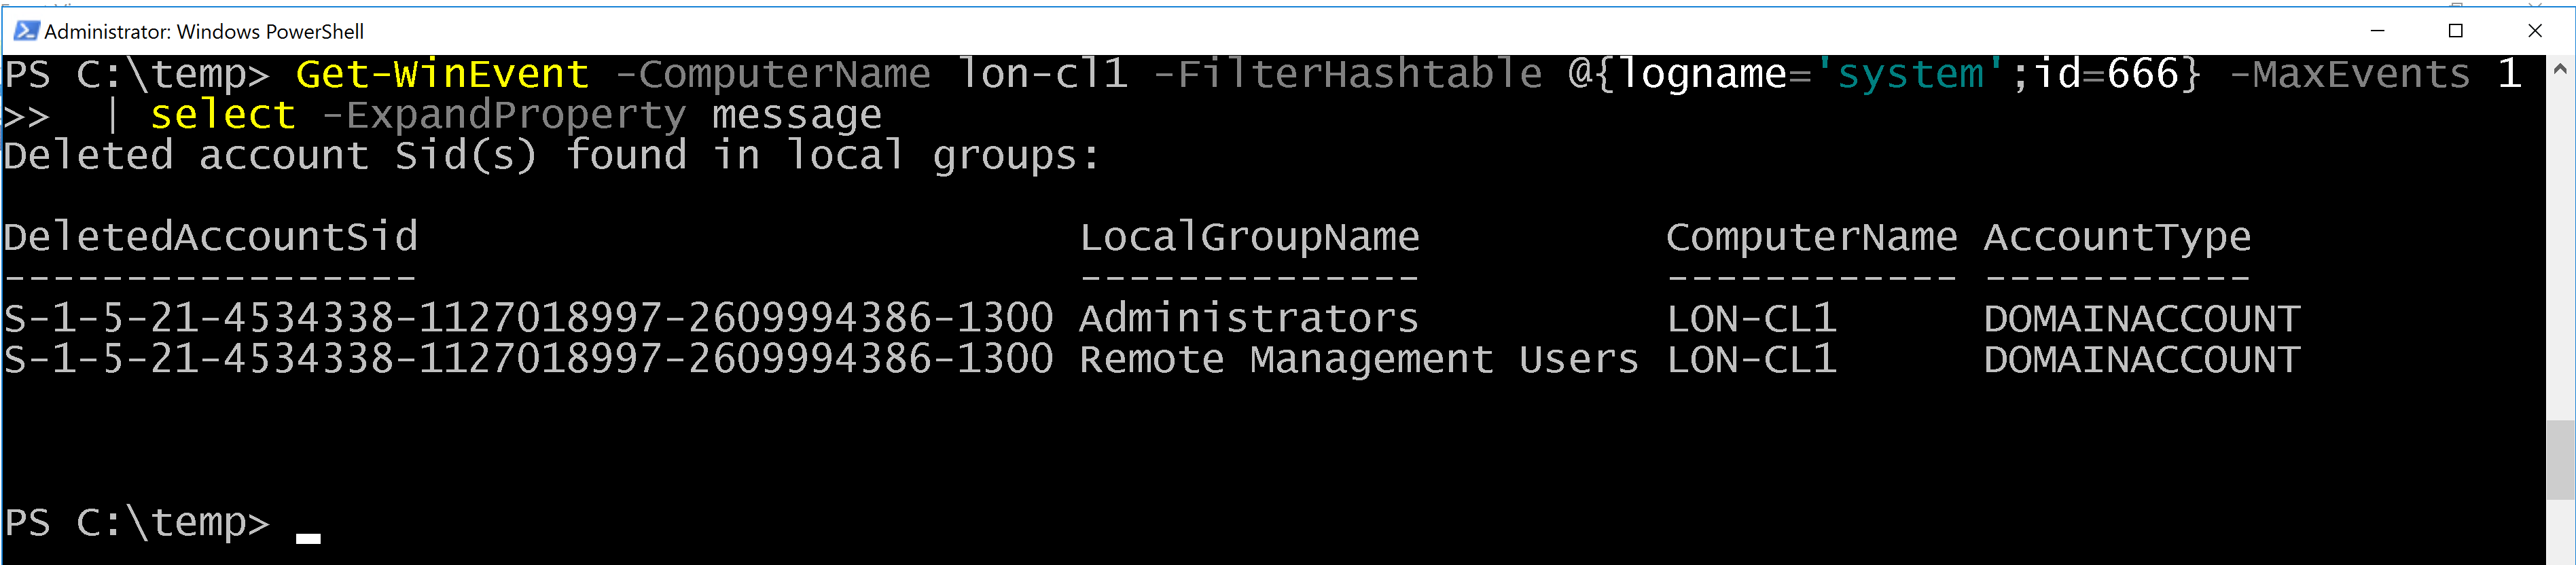 Administrator: Windows PowerShell
PS C:\temp> Get-WinEvent -ComputerName lon-cl1 -FilterHashtable @{logname='system';id=666} -MaxEvents 1
>>  | select -ExpandProperty message
Deleted account Sid(s) found in local groups:
DeletedAccountSid LocalGroupName ComputerName AccountType
----------------- -------------- ------------ -----------
S-1-5-21-4534338-1127018997-2609994386-1300 Administrators LON-CL1 DOMAINACCOUNT
S-1-5-21-4534338-1127018997-2609994386-1300 Remote Management Users LON-CL1 DOMAINACCOUNT
PS C:\temp>